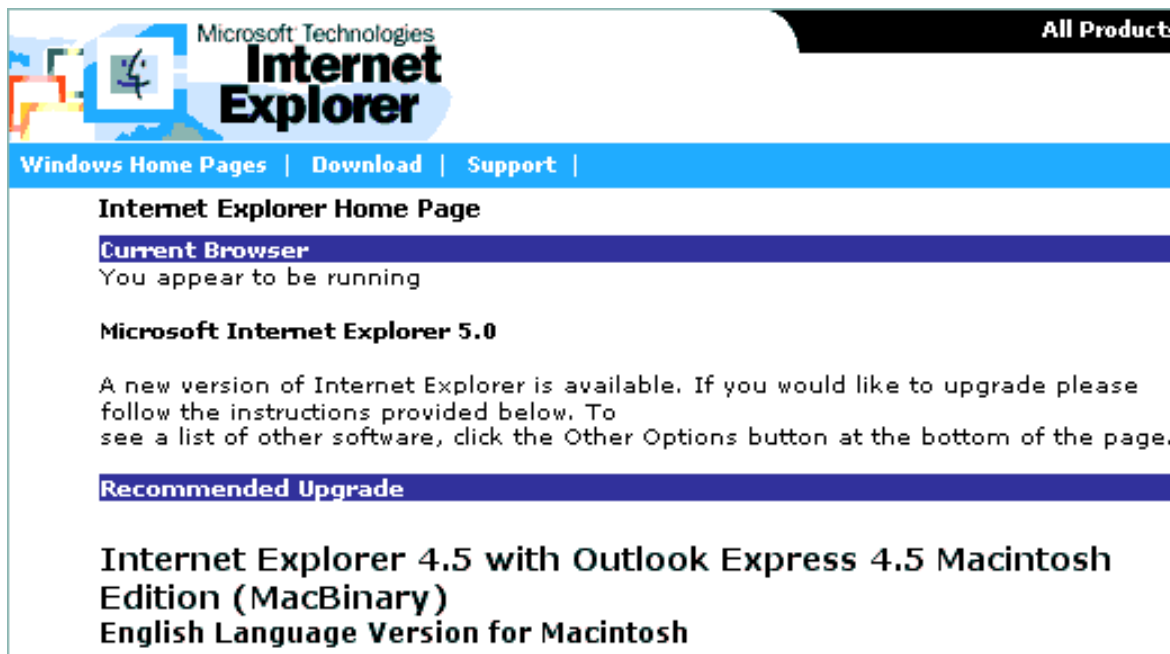 Microsoft Technologies
Internet
Explorer
All Products
Windows Home Pages | Download | Support |
Internet Explorer Home Page
Current Browser
You appear to be running
Microsoft Internet Explorer 5.0
A new version of Internet Explorer is available. If you would like to upgrade please
follow the instructions provided below. To
see a list of other software, click the Other Options button at the bottom of the page.
Recommended Upgrade
Internet Explorer 4.5 with Outlook Express 4.5 Macintosh
Edition (MacBinary)
English Language Version for Macintosh